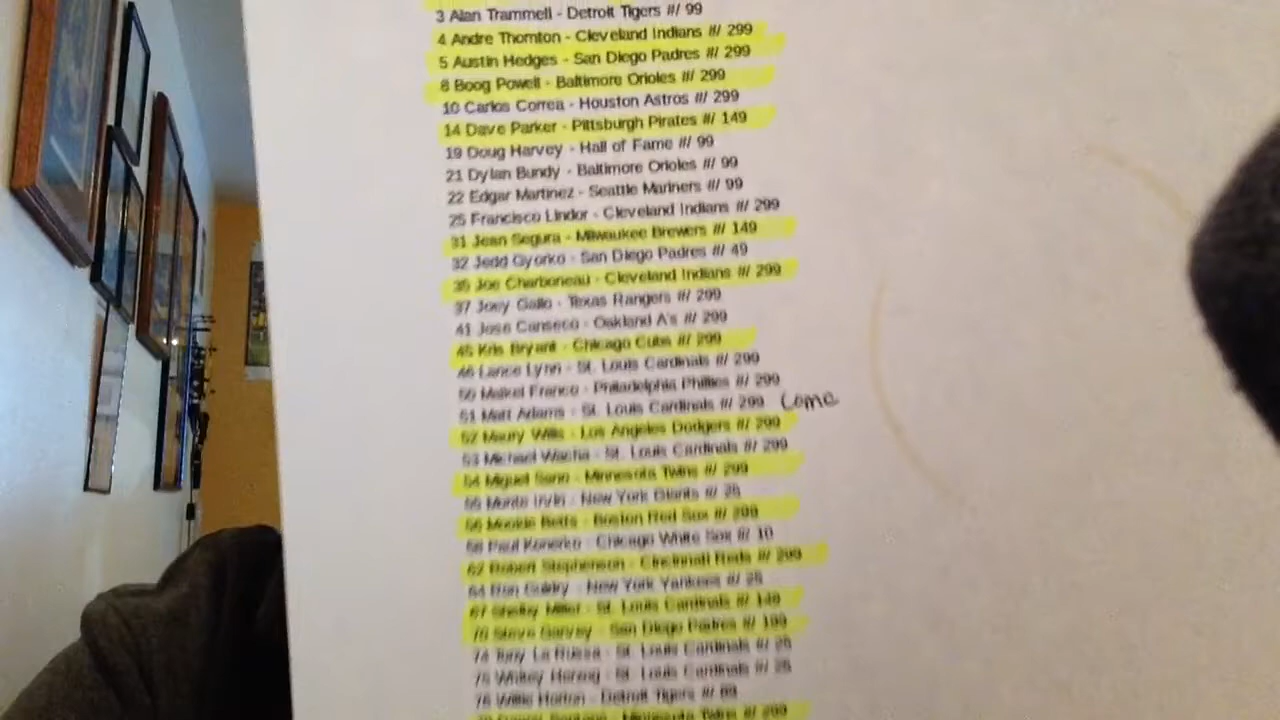 3 Alan Trammell - Detroit Tigers /// 99
4 Andre Thornton - Cleveland Indians /// 299
5 Austin Hedges - San Diego Padres /// 299
8 Boog Powell - Baltimore Orioles /// 299
10 Carlos Correa - Houston Astros /// 299
14 Dave Parker - Pittsburgh Pirates /// 149
19 Doug Harvey - Hall of Fame /// 99
21 Dylan Bundy - Baltimore Orioles /// 99
22 Edgar Martinez - Seattle Mariners /// 99
25 Francisco Lindor - Cleveland Indians /// 299
31 Jean Segura - Milwaukee Brewers /// 149
32 Jedd Gyorko - San Diego Padres /// 49
35 Joe Charboneau - Cleveland Indians /// 299
37 Joey Gallo - Texas Rangers /// 299
41 Jose Canseco - Oakland A's /// 299
45 Kris Bryant - Chicago Cubs /// 299
46 Lance Lynn - St. Louis Cardinals /// 299
50 Maikel Franco - Philadelphia Phillies /// 299
51 Matt Adams - St. Louis Cardinals /// 299 Come
52 Maury Wills - Los Angeles Dodgers /// 299
53 Michael Wacha - St. Louis Cardinals /// 299
54 Miguel Sano - Minnesota Twins /// 299
55 Monte Irvin - New York Giants /// 25
56 Mookie Betts - Boston Red Sox /// 299
58 Paul Konerko - Chicago White Sox /// 10
62 Robert Stephenson - Cincinnati Reds /// 299
64 Ron Guidry - New York Yankees /// 25
67 Shelby Miller - St. Louis Cardinals /// 149
70 Steve Garvey - San Diego Padres /// 199
74 Tony La Russa - St. Louis Cardinals /// 25
75 Whitey Herzog - St. Louis Cardinals /// 25
76 Willie Horton - Detroit Tigers ///
Santana - Minnesota Twins /// 299